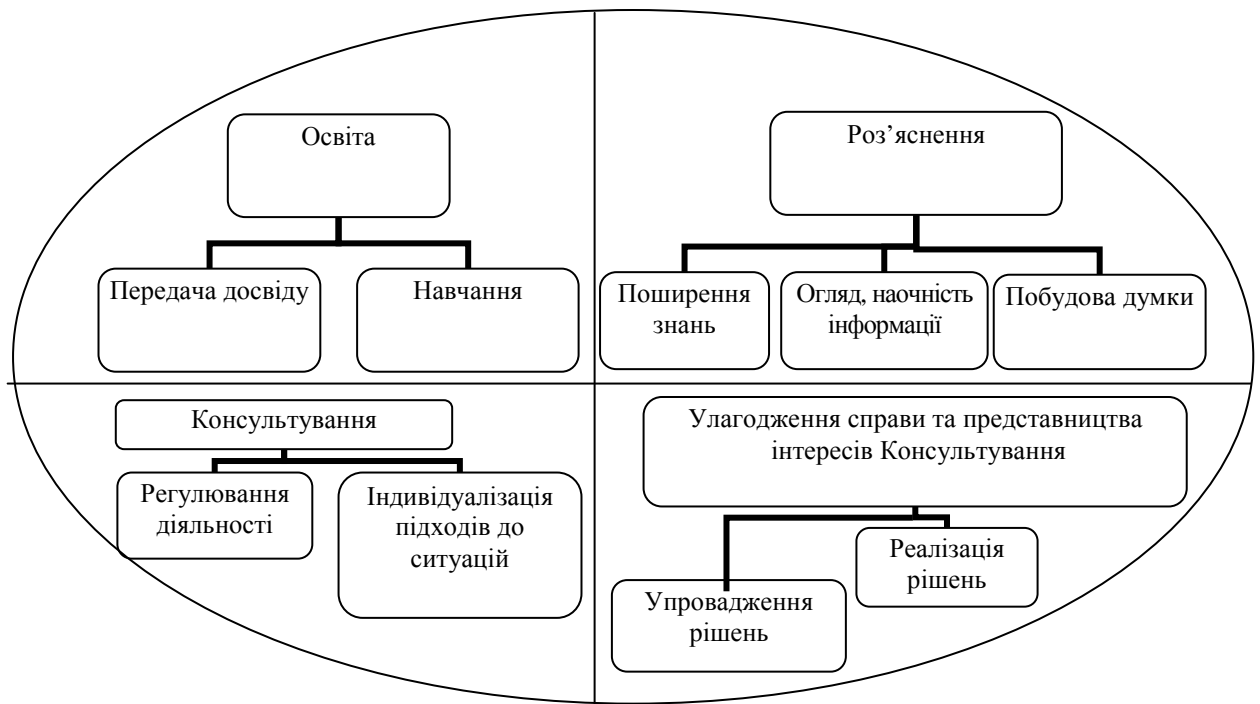 Освіта
Передача досвіду
Навчання
Роз’яснення
Поширення
знань
Огляд, наочність
інформації
Побудова думки
Консультування
Регулювання
діяльності
Індивідуалізація
підходів до
ситуацій
Улагодження справи та представництва
інтересів Консультування
Упровадження
рішень
Реалізація
рішень